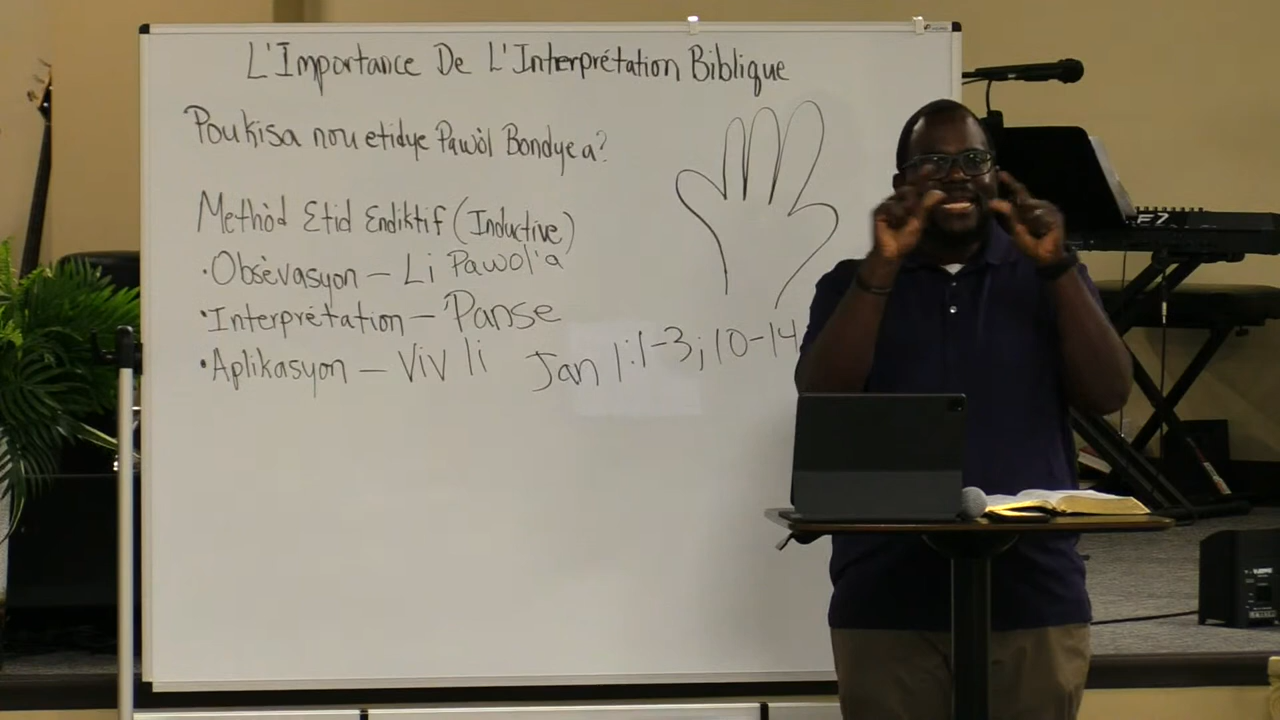 L'Importance De L'Interprétation Biblique
Poukisa nou etidye Pawòl Bondye a?
Methòd Etid Endiktif (Inductive)
• Obsèvasyon – Li Pawòl'a
• Interprétation – Panse
• Aplikasyon – Viv li
Jan 1:1-3; 10-14